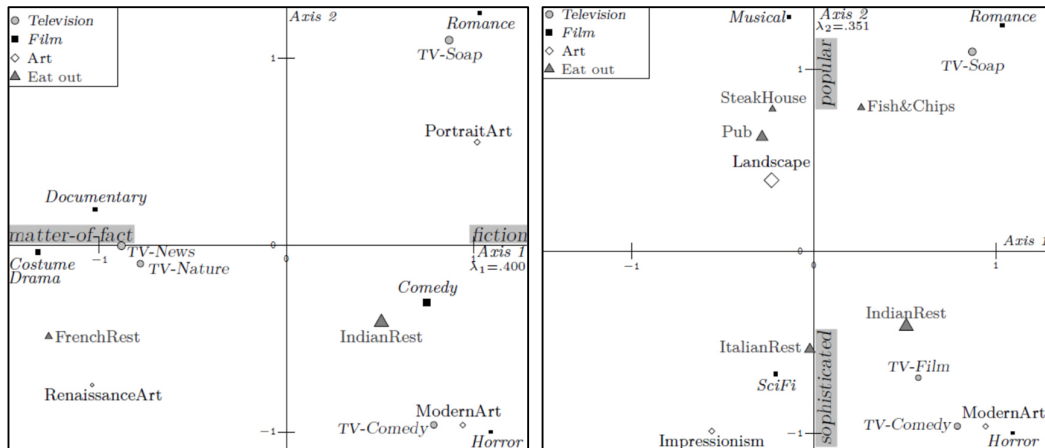 Television
Film
Art
Eat out
Axis 2
Romance
1
TV-Soap
PortraitArt
Documentary
matter-of-fact
fiction
TV-News
Axis 1
-1
0
1
TV-Nature
λ₁=.400
Costume
Drama
Comedy
FrenchRest
IndianRest
RenaissanceArt
ModernArt
TV-Comedy
-1
Horror
Television
Film
Art
Eat out
Musical
Axis 2
λ₂=.351
Romance
popular
1
TV-Soap
SteakHouse
Fish&Chips
Pub
Landscape
Axis 1
-1
0
1
IndianRest
ItalianRest
sophisticated
TV-Film
SciFi
TV-Comedy
ModernArt
Impressionism
-1
Horror